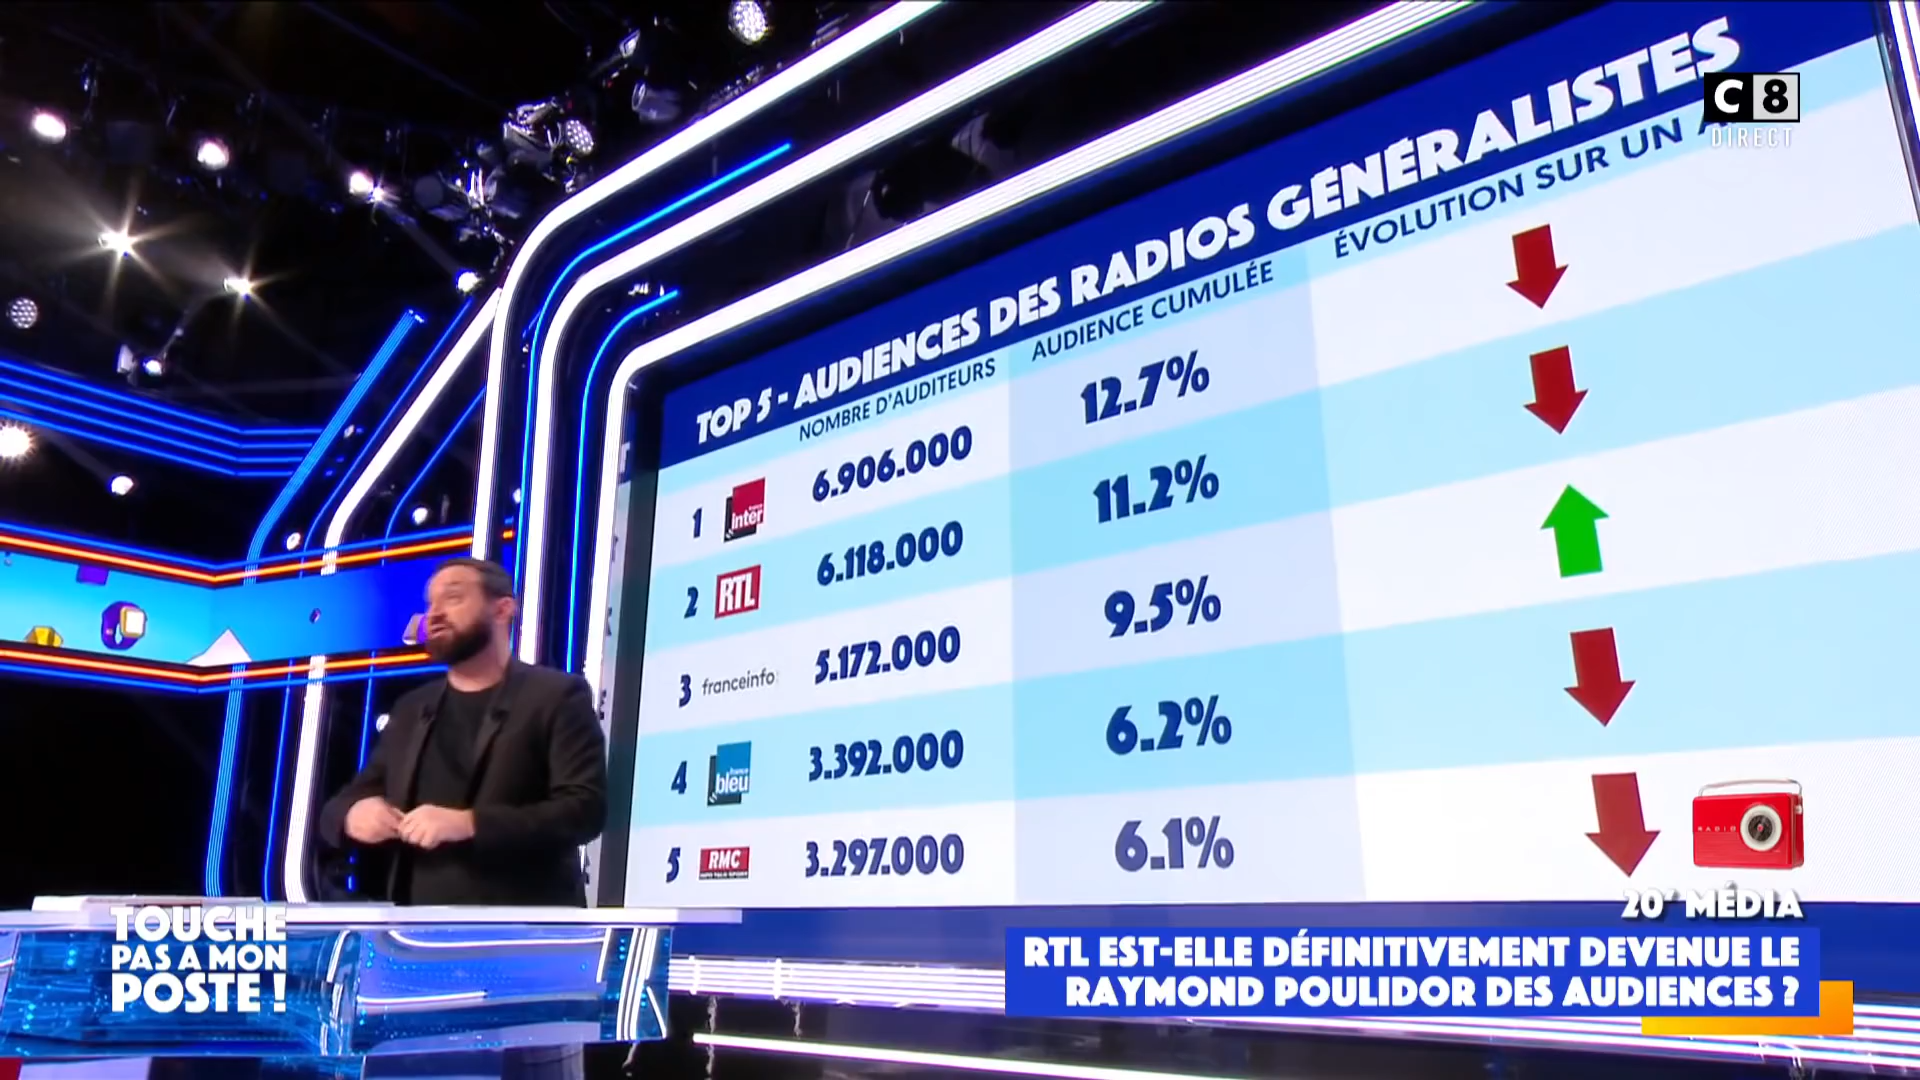 C8
DIRECT
TOP 5 - AUDIENCES DES RADIOS GÉNÉRALISTES
NOMBRE D'AUDITEURS AUDIENCE CUMULÉE ÉVOLUTION SUR UN
1 france inter 6.906.000 12.7%
2 RTL 6.118.000 11.2%
3 franceinfo: 5.172.000 9.5%
4 france bleu 3.392.000 6.2%
5 RMC 3.297.000 6.1%
RADIO
20' MÉDIA
RTL EST-ELLE DÉFINITIVEMENT DEVENUE LE
RAYMOND POULIDOR DES AUDIENCES ?
TOUCHE
PAS A MON
POSTE !